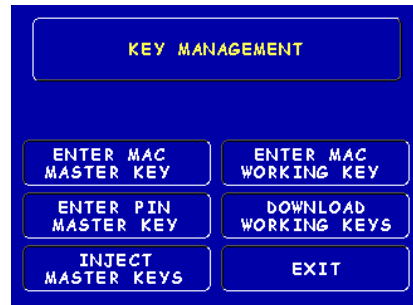 KEY MANAGEMENT
ENTER MAC
MASTER KEY
ENTER MAC
WORKING KEY
ENTER PIN
MASTER KEY
DOWNLOAD
WORKING KEYS
INJECT
MASTER KEYS
EXIT